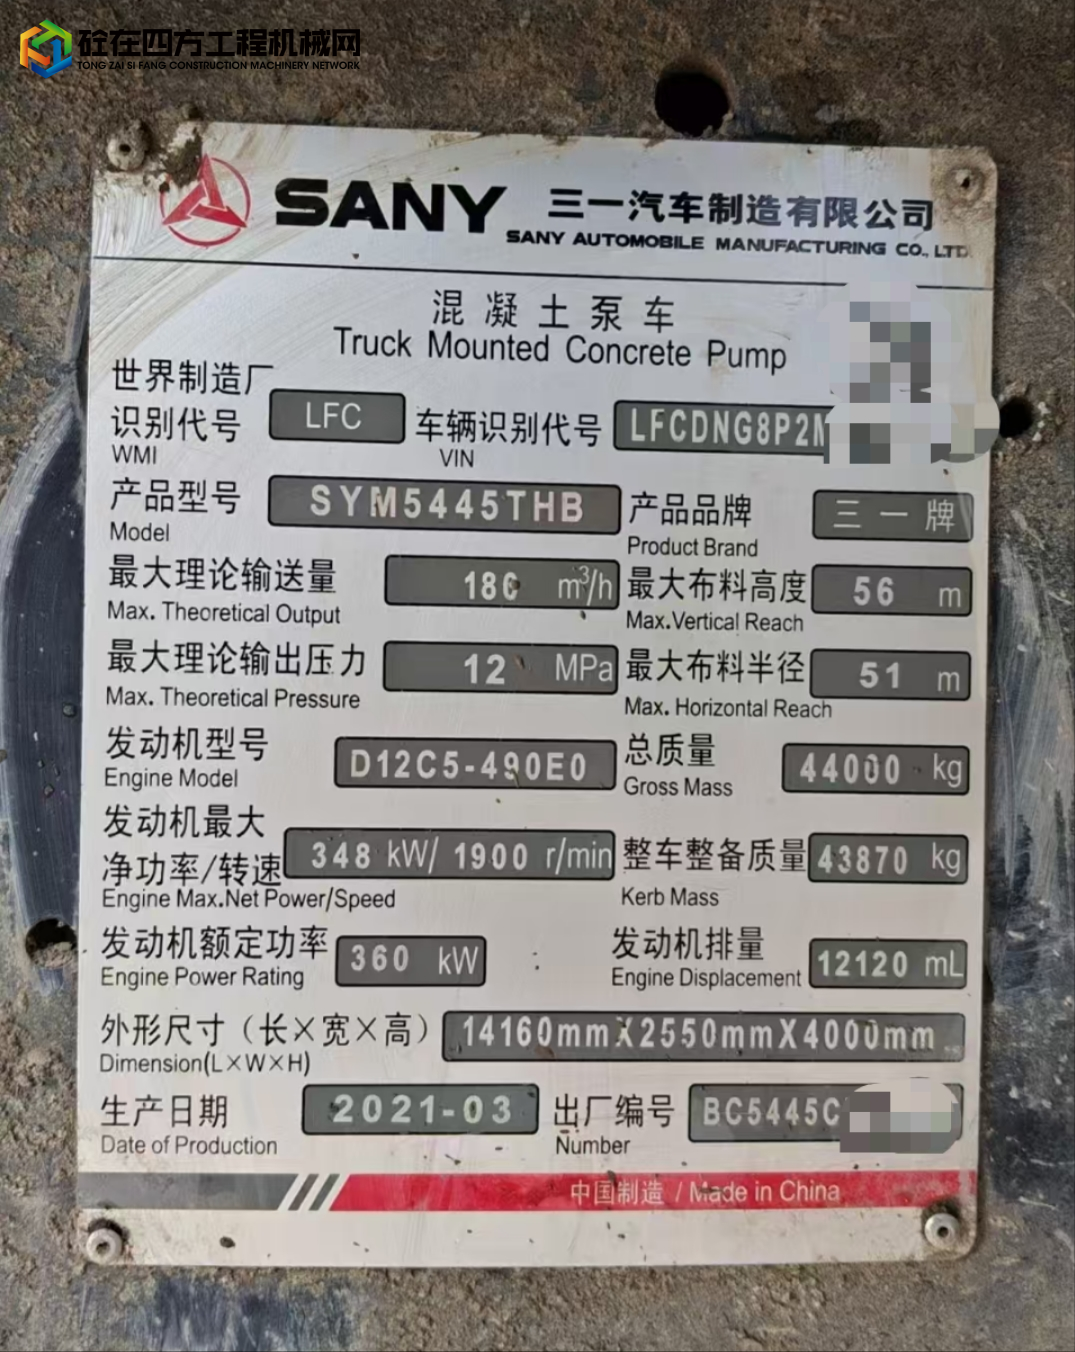 砼在四方工程机械网
TONG ZAI SI FANG CONSTRUCTION MACHINERY NETWORK
SANY 三一汽车制造有限公司
SANY AUTOMOBILE MANUFACTURING CO., LTD.
混凝土泵车
Truck Mounted Concrete Pump
世界制造厂
识别代号 LFC 车辆识别代号 LFCDNG8P2
WMI VIN
产品型号 SYM5445THB 产品品牌 三一牌
Model Product Brand
最大理论输送量 180 m³/h 最大布料高度 56 m
Max. Theoretical Output Max.Vertical Reach
最大理论输出压力 12 MPa 最大布料半径 51 m
Max. Theoretical Pressure Max. Horizontal Reach
发动机型号 D12C5-490E0 总质量 44000 kg
Engine Model Gross Mass
发动机最大
净功率/转速 348 kW/ 1900 r/min 整车整备质量 43870 kg
Engine Max.Net Power/Speed Kerb Mass
发动机额定功率 360 kW 发动机排量 12120 mL
Engine Power Rating Engine Displacement
外形尺寸（长×宽×高） 14160mmX2550mmX4000mm
Dimension(L×W×H)
生产日期 2021-03 出厂编号 BC5445C
Date of Production Number
中国制造 / Made in China